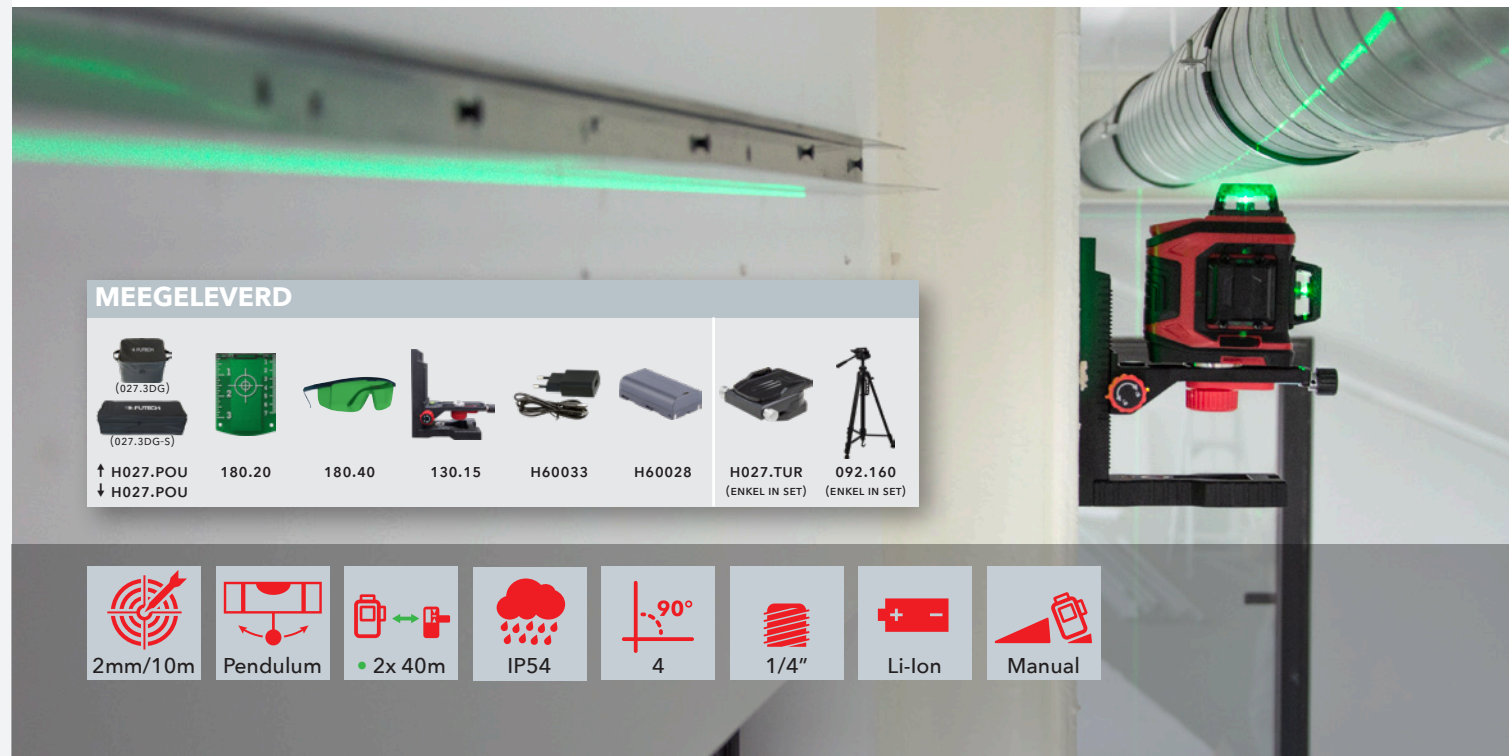 MEEGELEVERD
FUTECH
(027.3DG)
FUTECH
(027.3DG-S)
↑ H027.POU
↓ H027.POU
180.20
180.40
130.15
H60033
H60028
H027.TUR
(ENKEL IN SET)
092.160
(ENKEL IN SET)
2mm/10m
Pendulum
• 2x 40m
IP54
90°
4
1/4”
+ −
Li-Ion
Manual